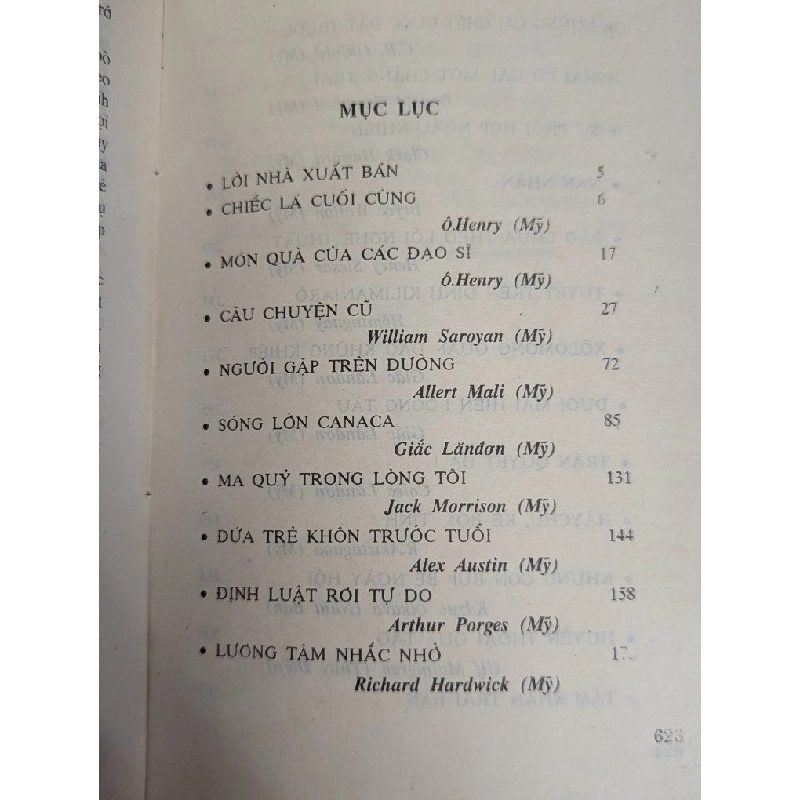 MỤC LỤC
• LỜI NHÀ XUẤT BẢN 5
• CHIẾC LÁ CUỐI CÙNG 6
ô.Henry (Mỹ)
• MÓN QUÀ CỦA CÁC ĐẠO SĨ 17
ô.Henry (Mỹ)
• CÂU CHUYỆN CŨ 27
William Saroyan (Mỹ)
• NGƯỜI GẶP TRÊN ĐƯỜNG 72
Allert Mali (Mỹ)
• SÓNG LỚN CANACA 85
Giắc Lănđơn (Mỹ)
• MA QUỶ TRONG LÒNG TÔI 131
Jack Morrison (Mỹ)
• ĐỨA TRẺ KHÔN TRƯỚC TUỔI 144
Alex Austin (Mỹ)
• ĐỊNH LUẬT RƠI TỰ DO 158
Arthur Porges (Mỹ)
• LƯƠNG TÂM NHẮC NHỞ
Richard Hardwick (Mỹ)
623